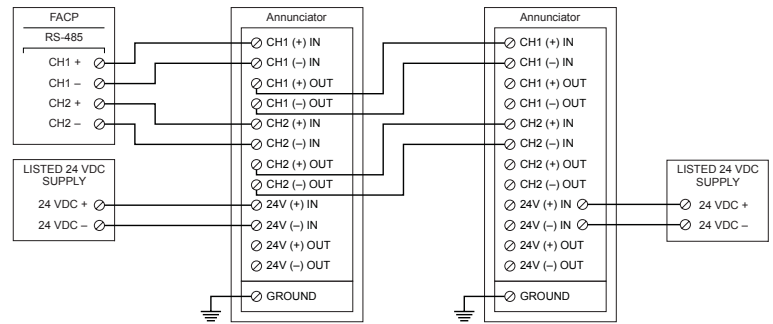 FACP
RS-485
CH1 +
CH1 –
CH2 +
CH2 –
LISTED 24 VDC
SUPPLY
24 VDC +
24 VDC –
Annunciator
CH1 (+) IN
CH1 (–) IN
CH1 (+) OUT
CH1 (–) OUT
CH2 (+) IN
CH2 (–) IN
CH2 (+) OUT
CH2 (–) OUT
24V (+) IN
24V (–) IN
24V (+) OUT
24V (–) OUT
GROUND
Annunciator
CH1 (+) IN
CH1 (–) IN
CH1 (+) OUT
CH1 (–) OUT
CH2 (+) IN
CH2 (–) IN
CH2 (+) OUT
CH2 (–) OUT
24V (+) IN
24V (–) IN
24V (+) OUT
24V (–) OUT
GROUND
LISTED 24 VDC
SUPPLY
24 VDC +
24 VDC –